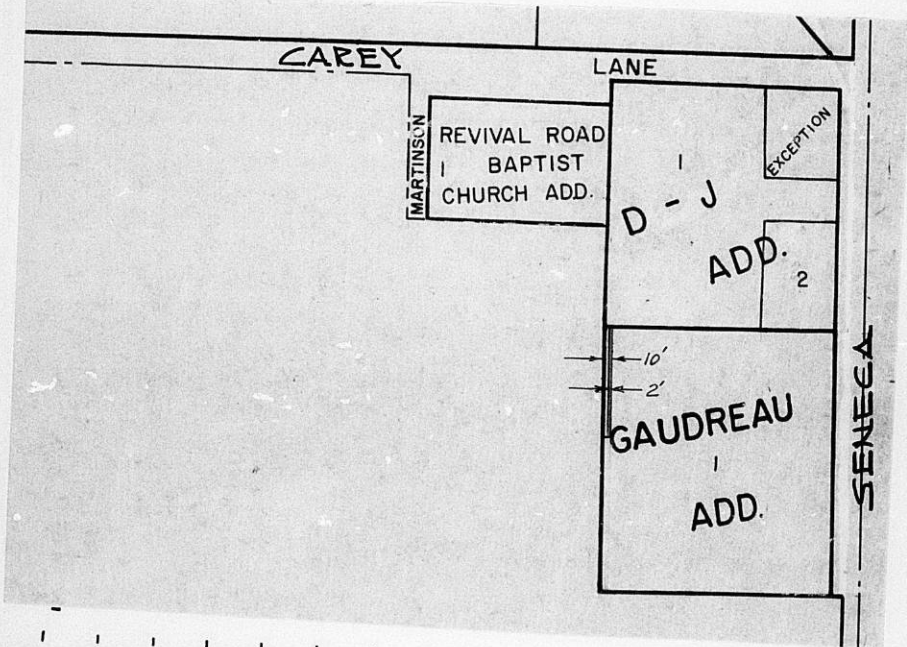 CAREY LANE
MARTINSON
REVIVAL ROAD
1 BAPTIST
CHURCH ADD.
1
D - J
ADD.
EXCEPTION
2
10'
2'
GAUDREAU
1
ADD.
SENECA